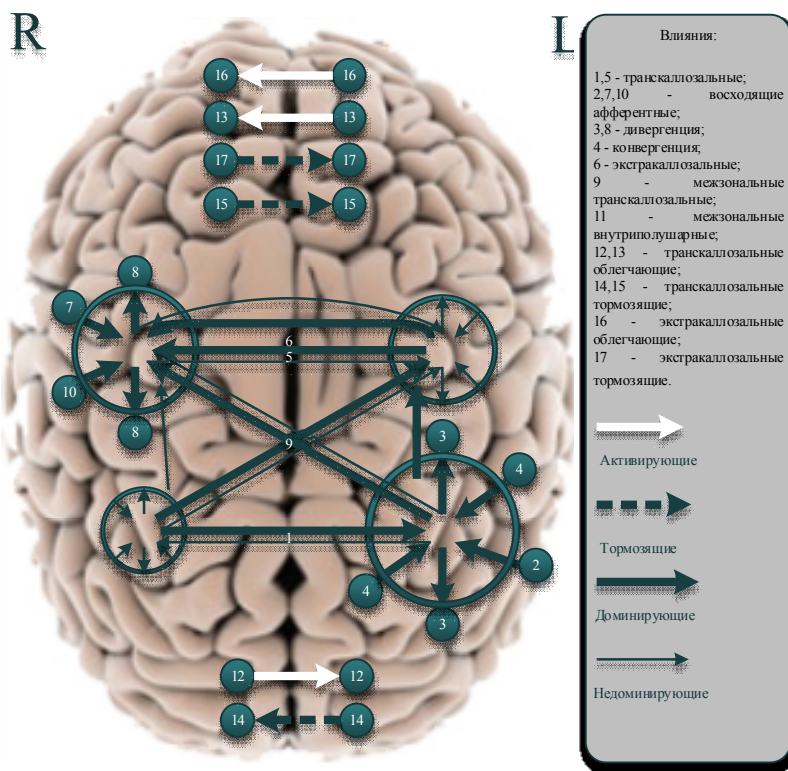 R
L
16 16
13 13
17 17
15 15
8
7
6
5
10
8
9
3
4
1
2
4
3
12 12
14 14
Влияния:
1,5 - транскаллозальные;
2,7,10 - восходящие
афферентные;
3,8 - дивергенция;
4 - конвергенция;
6 - экстракаллозальные;
9 - межзональные
транскаллозальные;
11 - межзональные
внутриполушарные;
12,13 - транскаллозальные
облегчающие;
14,15 - транскаллозальные
тормозящие;
16 - экстракаллозальные
облегчающие;
17 - экстракаллозальные
тормозящие.
Активирующие
Тормозящие
Доминирующие
Недоминирующие